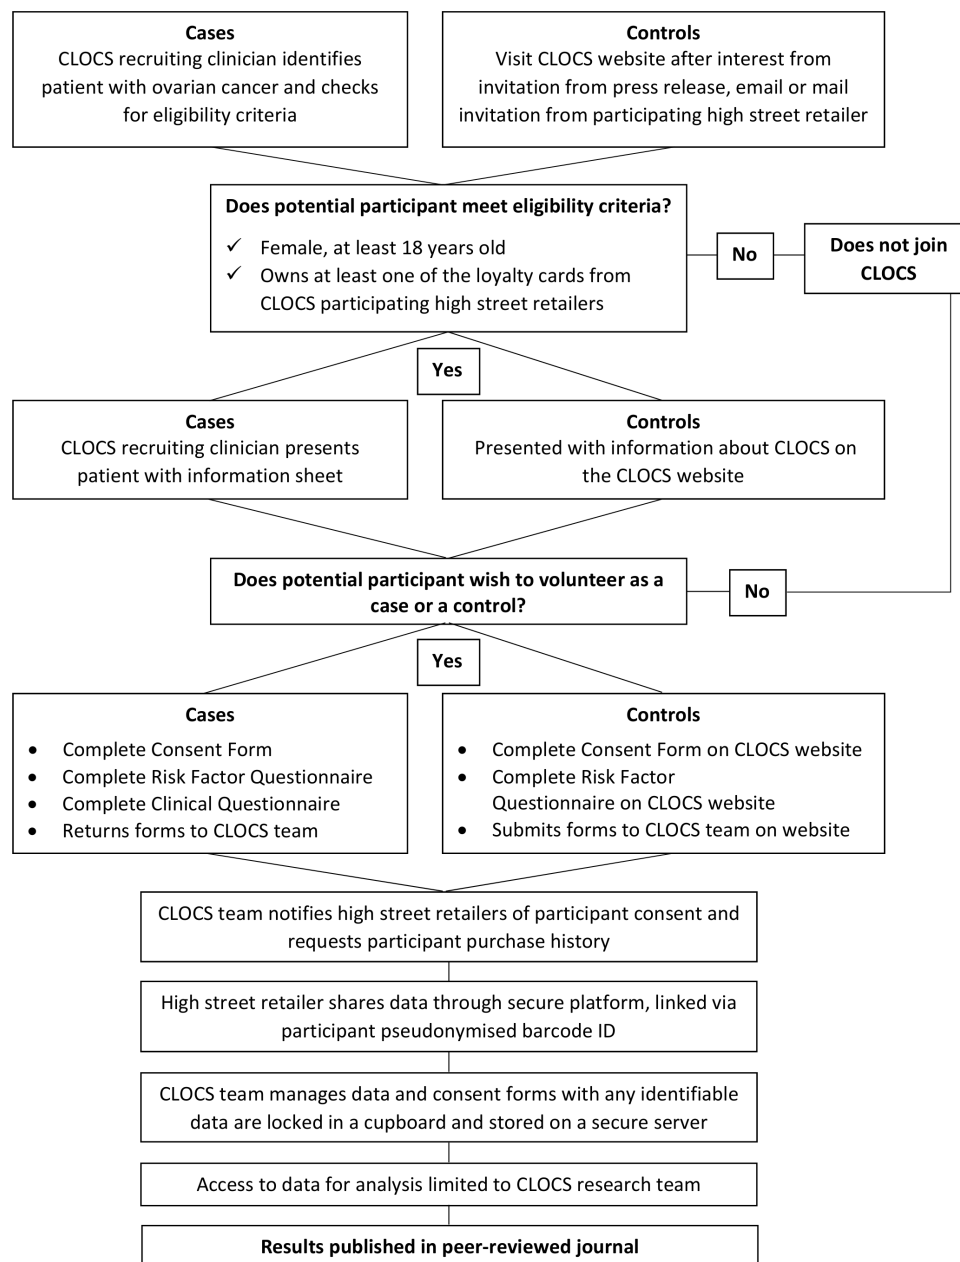 Cases
CLOCS recruiting clinician identifies
patient with ovarian cancer and checks
for eligibility criteria
Controls
Visit CLOCS website after interest from
invitation from press release, email or mail
invitation from participating high street retailer
Does potential participant meet eligibility criteria?
✓ Female, at least 18 years old
✓ Owns at least one of the loyalty cards from
CLOCS participating high street retailers
No
Does not join
CLOCS
Yes
Cases
CLOCS recruiting clinician presents
patient with information sheet
Controls
Presented with information about CLOCS on
the CLOCS website
Does potential participant wish to volunteer as a
case or a control?
No
Yes
Cases
• Complete Consent Form
• Complete Risk Factor Questionnaire
• Complete Clinical Questionnaire
• Returns forms to CLOCS team
Controls
• Complete Consent Form on CLOCS website
• Complete Risk Factor
Questionnaire on CLOCS website
• Submits forms to CLOCS team on website
CLOCS team notifies high street retailers of participant consent and
requests participant purchase history
High street retailer shares data through secure platform, linked via
participant pseudonymised barcode ID
CLOCS team manages data and consent forms with any identifiable
data are locked in a cupboard and stored on a secure server
Access to data for analysis limited to CLOCS research team
Results published in peer-reviewed journal